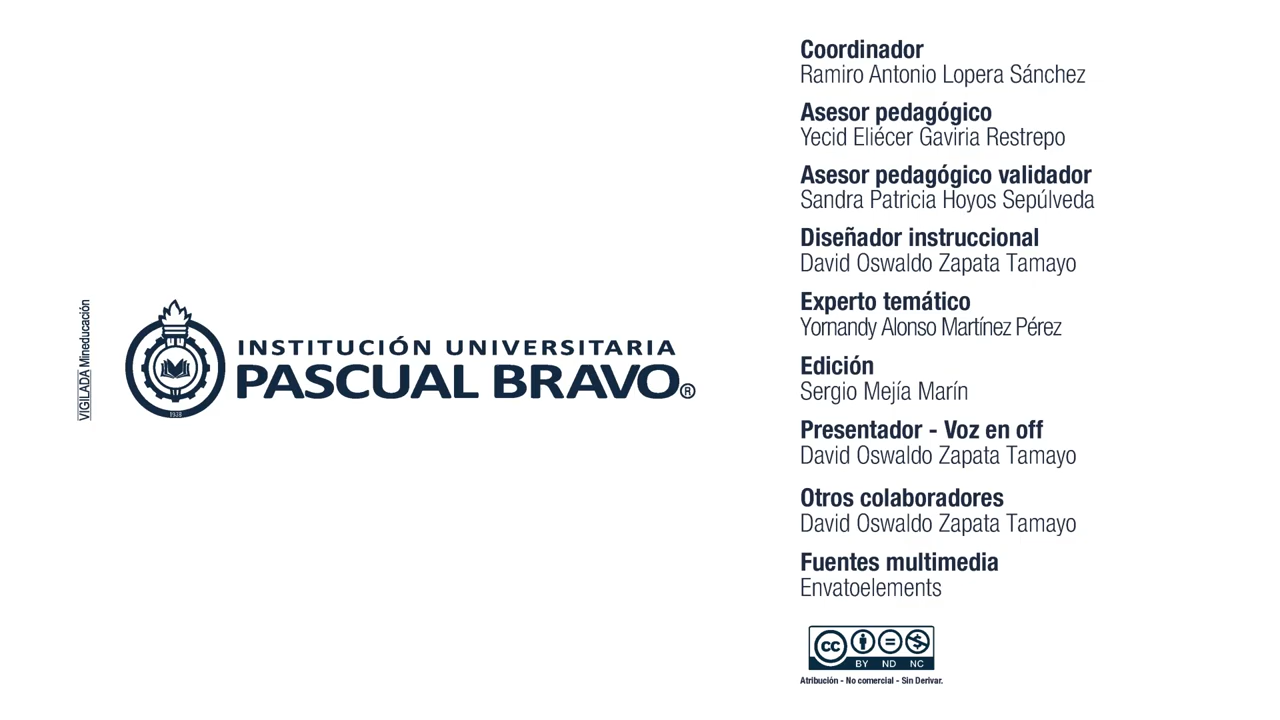 VIGILADA Mineducación
1938
INSTITUCIÓN UNIVERSITARIA
PASCUAL BRAVO®
Coordinador
Ramiro Antonio Lopera Sánchez
Asesor pedagógico
Yecid Eliécer Gaviria Restrepo
Asesor pedagógico validador
Sandra Patricia Hoyos Sepúlveda
Diseñador instruccional
David Oswaldo Zapata Tamayo
Experto temático
Yornandy Alonso Martínez Pérez
Edición
Sergio Mejía Marín
Presentador - Voz en off
David Oswaldo Zapata Tamayo
Otros colaboradores
David Oswaldo Zapata Tamayo
Fuentes multimedia
Envatoelements
cc
BY ND NC
Atribución - No comercial - Sin Derivar.